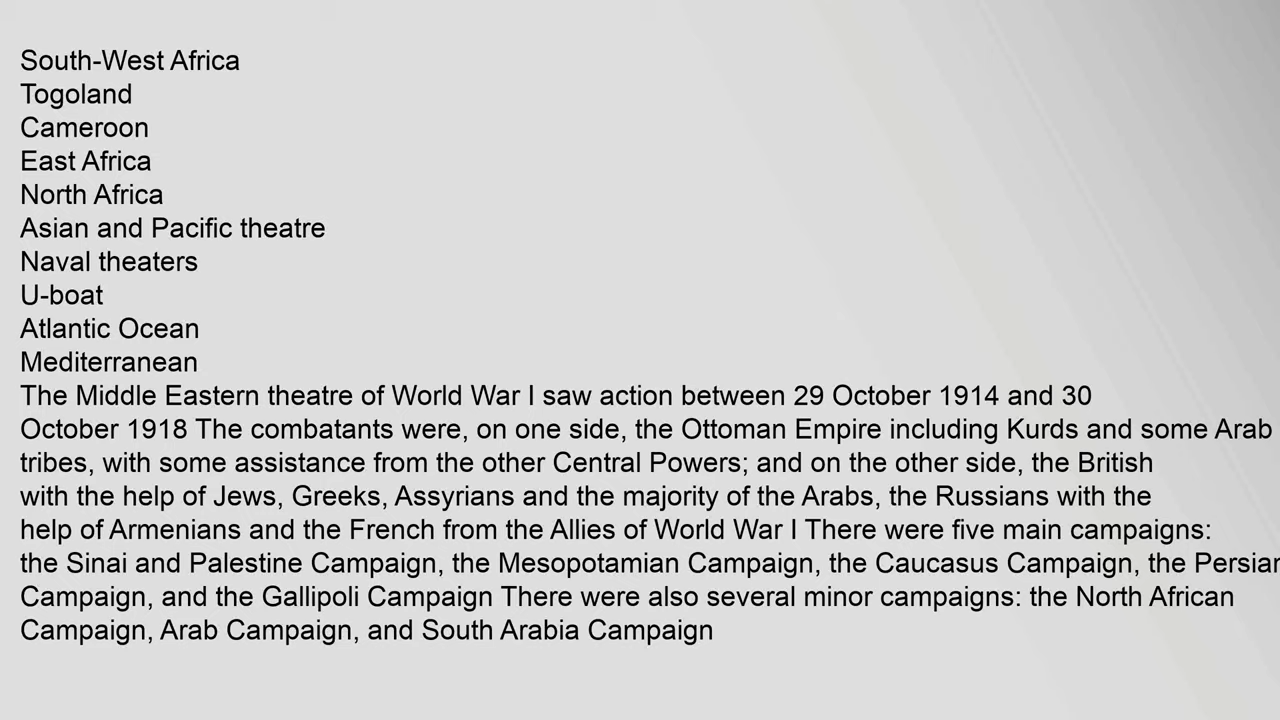 South-West Africa
Togoland
Cameroon
East Africa
North Africa
Asian and Pacific theatre
Naval theaters
U-boat
Atlantic Ocean
Mediterranean
The Middle Eastern theatre of World War I saw action between 29 October 1914 and 30
October 1918 The combatants were, on one side, the Ottoman Empire including Kurds and some Arab
tribes, with some assistance from the other Central Powers; and on the other side, the British
with the help of Jews, Greeks, Assyrians and the majority of the Arabs, the Russians with the
help of Armenians and the French from the Allies of World War I There were five main campaigns:
the Sinai and Palestine Campaign, the Mesopotamian Campaign, the Caucasus Campaign, the Persian
Campaign, and the Gallipoli Campaign There were also several minor campaigns: the North African
Campaign, Arab Campaign, and South Arabia Campaign